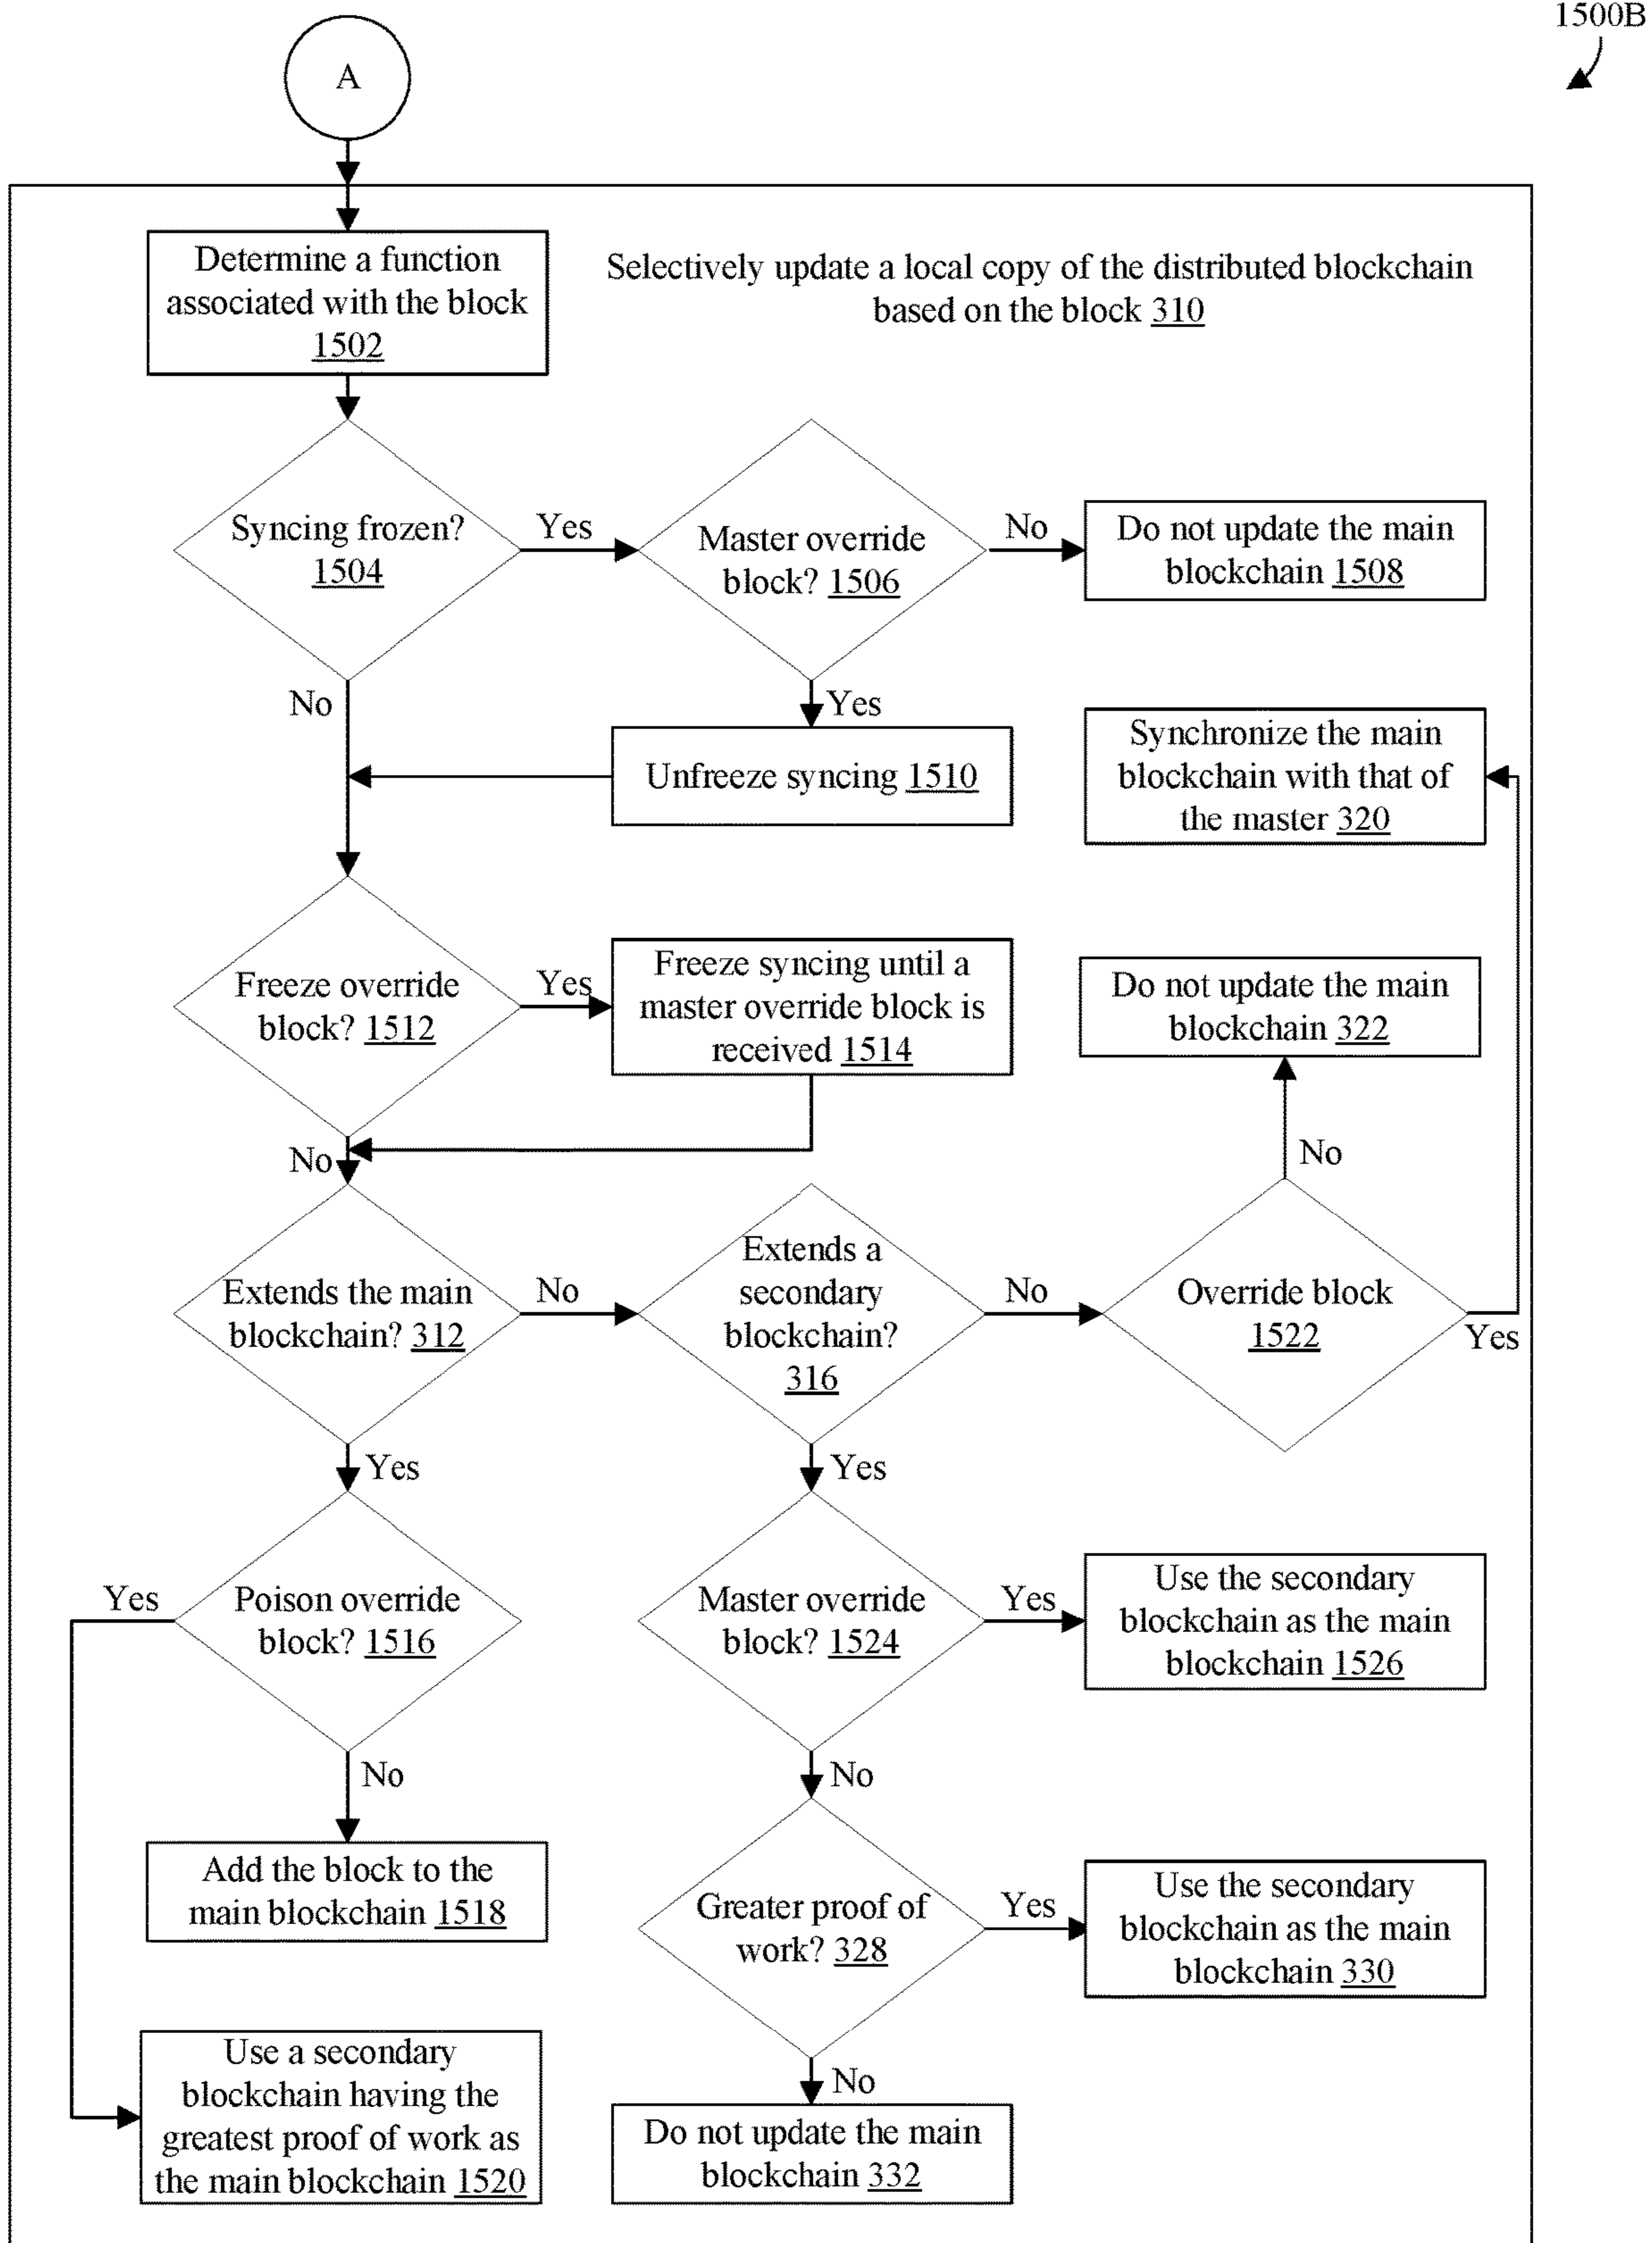 1500B
A
Determine a function
associated with the block
1502
Selectively update a local copy of the distributed blockchain
based on the block 310
Syncing frozen?
1504
Yes
Master override
block? 1506
No
Do not update the main
blockchain 1508
No
Yes
Unfreeze syncing 1510
Synchronize the main
blockchain with that of
the master 320
Freeze override
block? 1512
Yes
Freeze syncing until a
master override block is
received 1514
Do not update the main
blockchain 322
No
No
Extends the main
blockchain? 312
No
Extends a
secondary
blockchain?
316
No
Override block
1522
Yes
Yes
Yes
Yes
Poison override
block? 1516
Master override
block? 1524
Yes
Use the secondary
blockchain as the main
blockchain 1526
No
No
Add the block to the
main blockchain 1518
Greater proof of
work? 328
Yes
Use the secondary
blockchain as the main
blockchain 330
Use a secondary
blockchain having the
greatest proof of work as
the main blockchain 1520
No
Do not update the main
blockchain 332